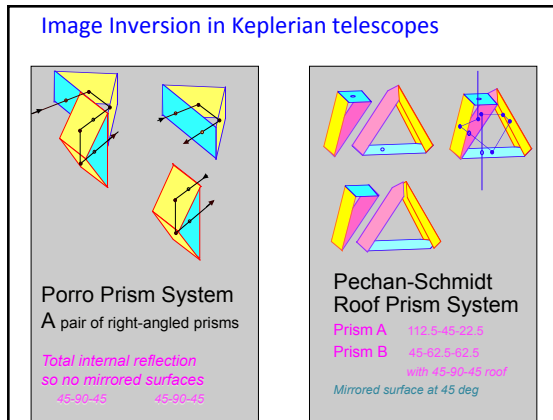 Image Inversion in Keplerian telescopes
Porro Prism System
A pair of right-angled prisms
Total internal reflection
so no mirrored surfaces
45-90-45 45-90-45
Pechan-Schmidt
Roof Prism System
Prism A 112.5-45-22.5
Prism B 45-62.5-62.5
with 45-90-45 roof
Mirrored surface at 45 deg